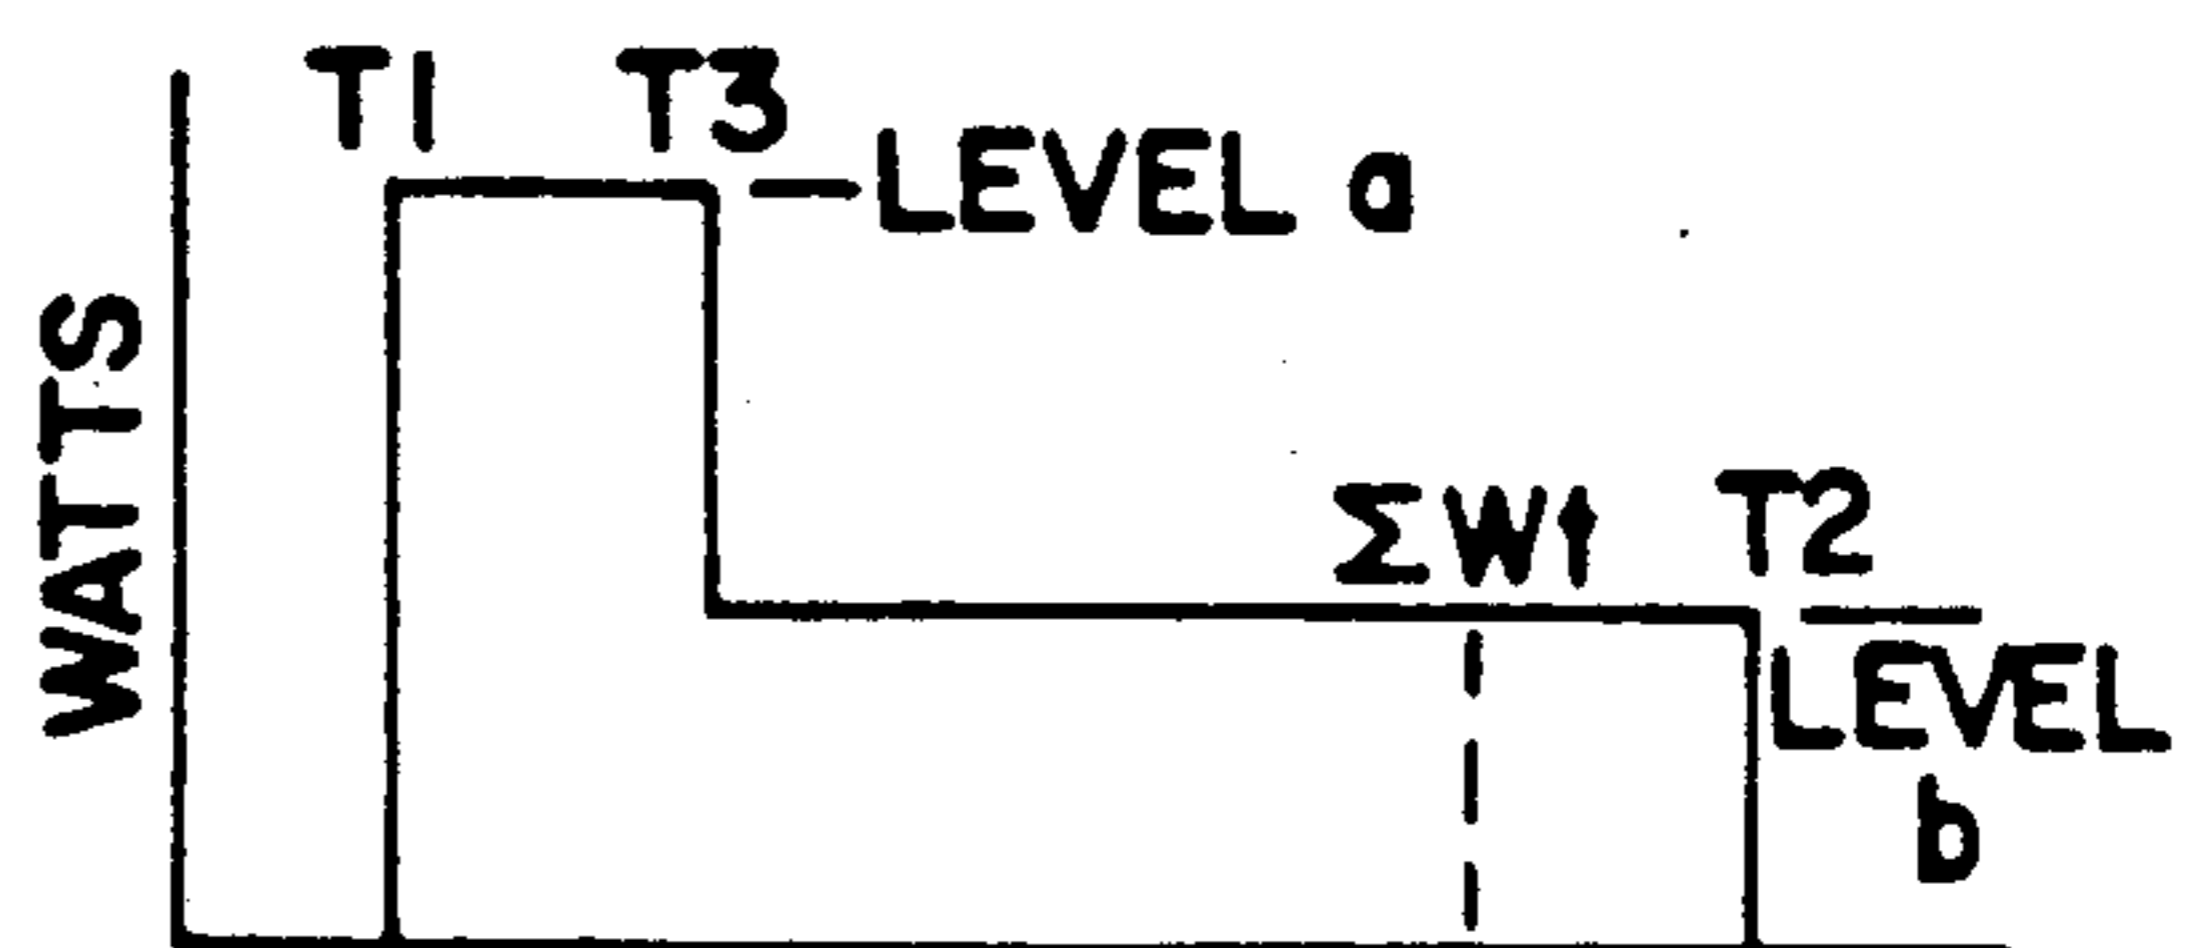 T1
T3
LEVEL a
WATTS
ΣWt
T2
LEVEL
b